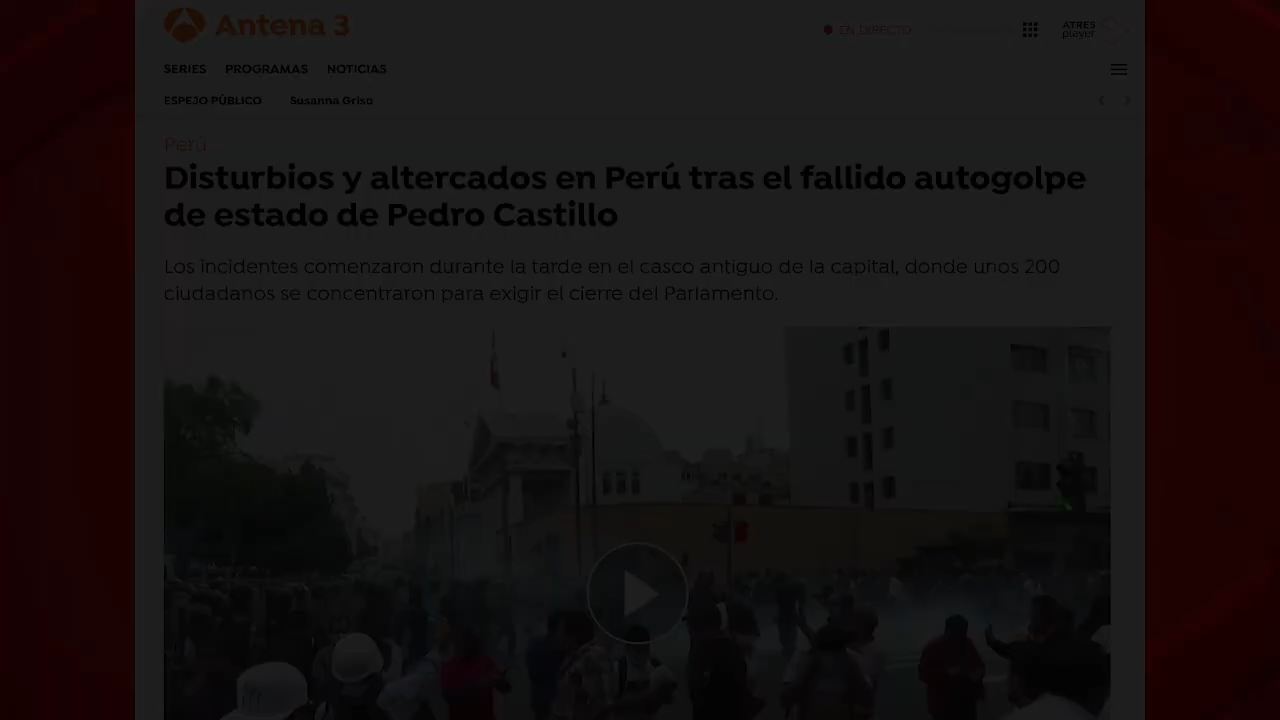 Antena 3
EN DIRECTO
ATRES
player
SERIES PROGRAMAS NOTICIAS
ESPEJO PÚBLICO Susanna Griso
Perú
Disturbios y altercados en Perú tras el fallido autogolpe
de estado de Pedro Castillo
Los incidentes comenzaron durante la tarde en el casco antiguo de la capital, donde unos 200
ciudadanos se concentraron para exigir el cierre del Parlamento.